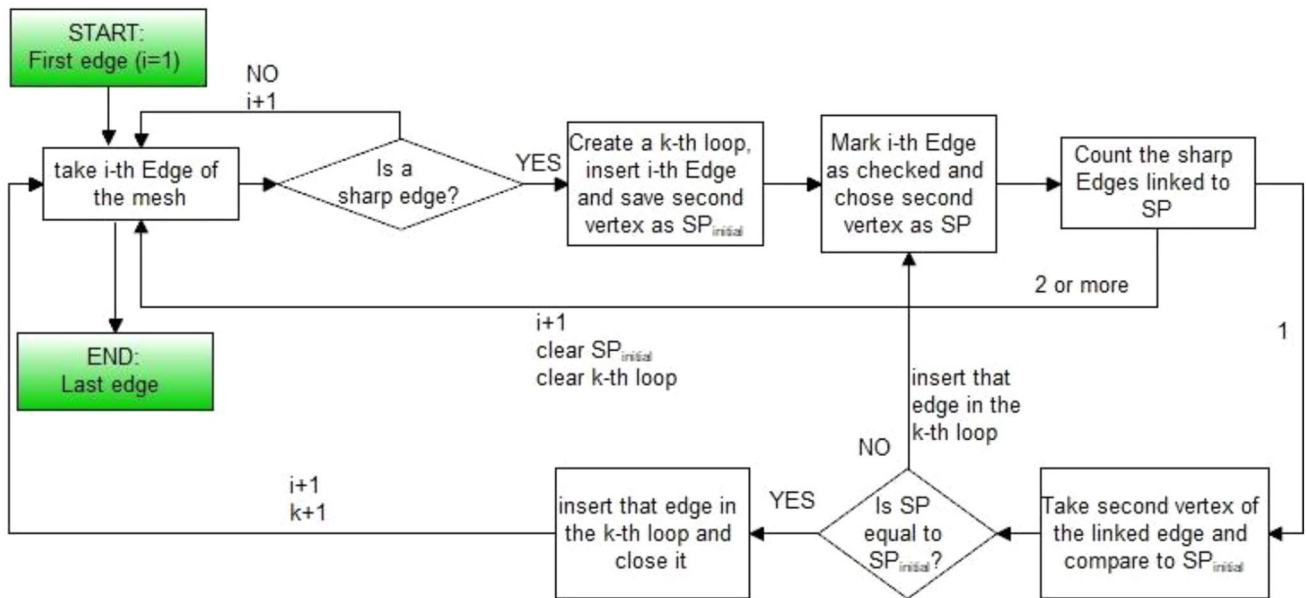 START:
First edge (i=1)
NO
i+1
take i-th Edge of
the mesh
Is a
sharp edge?
YES
Create a k-th loop,
insert i-th Edge
and save second
vertex as SPinitial
Mark i-th Edge
as checked and
chose second
vertex as SP
Count the sharp
Edges linked to
SP
2 or more
1
i+1
clear SPinitial
clear k-th loop
END:
Last edge
insert that
edge in the
k-th loop
NO
Take second vertex of
the linked edge and
compare to SPinitial
Is SP
equal to
SPinitial?
YES
insert that edge in
the k-th loop and
close it
i+1
k+1